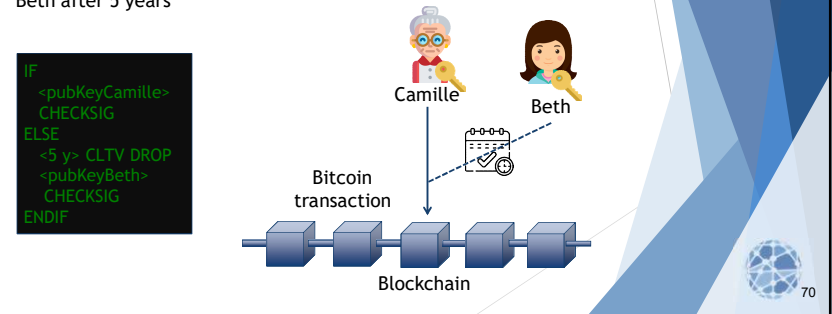 Beth after 5 years
IF
<pubKeyCamille>
CHECKSIG
ELSE
<5 y> CLTV DROP
<pubKeyBeth>
CHECKSIG
ENDIF
Camille
Beth
Bitcoin
transaction
Blockchain
70